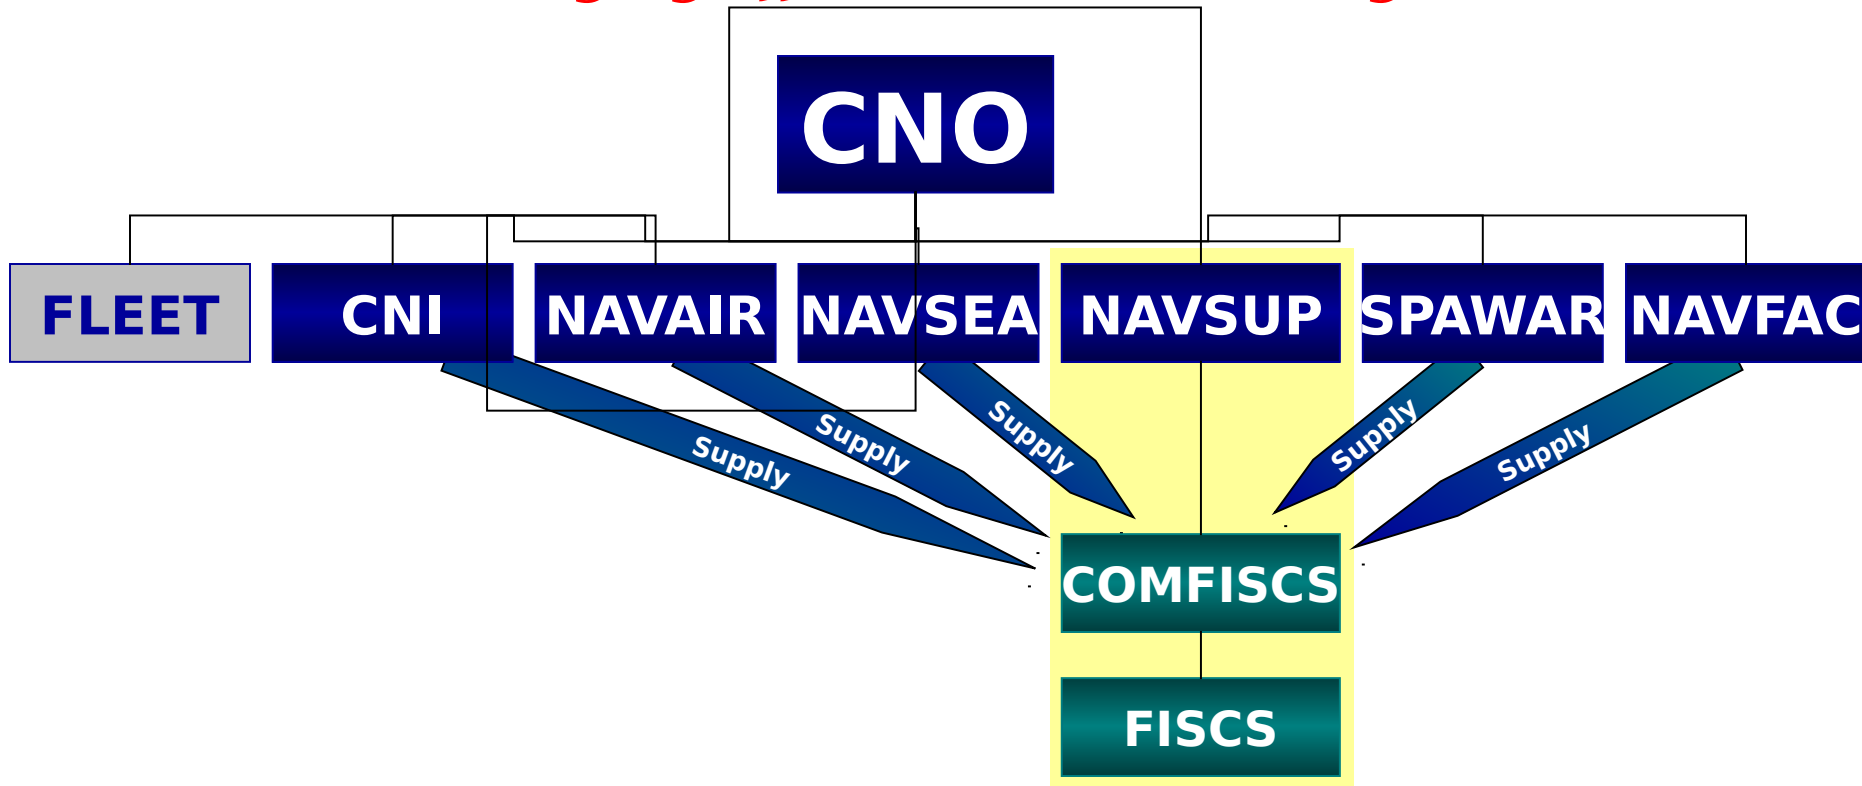 CNO
FLEET
CNI
NAVAIR
NAVSEA
NAVSUP
SPAWAR
NAVFAC
Supply
Supply
Supply
Supply
Supply
COMFISCS
FISCS